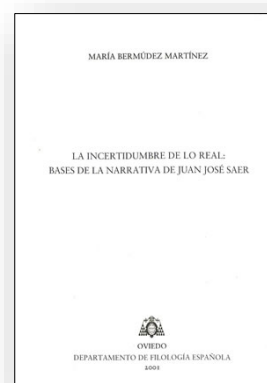 MARÍA BERMÚDEZ MARTÍNEZ
LA INCERTIDUMBRE DE LO REAL:
BASES DE LA NARRATIVA DE JUAN JOSÉ SAER
OVIEDO
DEPARTAMENTO DE FILOLOGÍA ESPAÑOLA
2001